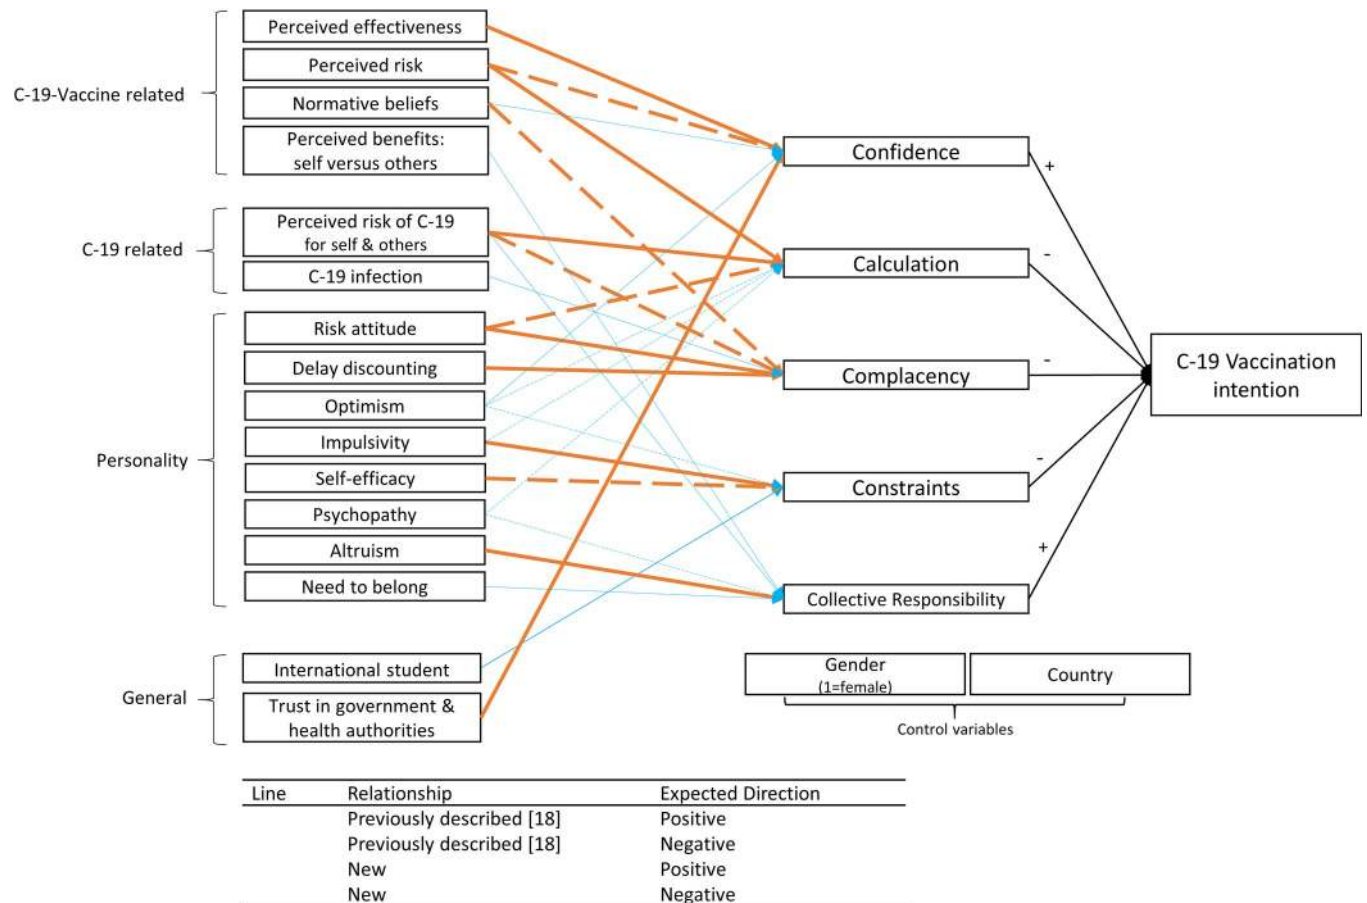 C-19-Vaccine related
Perceived effectiveness
Perceived risk
Normative beliefs
Perceived benefits:
self versus others
C-19 related
Perceived risk of C-19
for self & others
C-19 infection
Personality
Risk attitude
Delay discounting
Optimism
Impulsivity
Self-efficacy
Psychopathy
Altruism
Need to belong
General
International student
Trust in government &
health authorities
Confidence
Calculation
Complacency
Constraints
Collective Responsibility
+
-
-
-
+
C-19 Vaccination
intention
Gender
(1=female)
Country
Control variables
Line Relationship Expected Direction
Previously described [18] Positive
Previously described [18] Negative
New Positive
New Negative